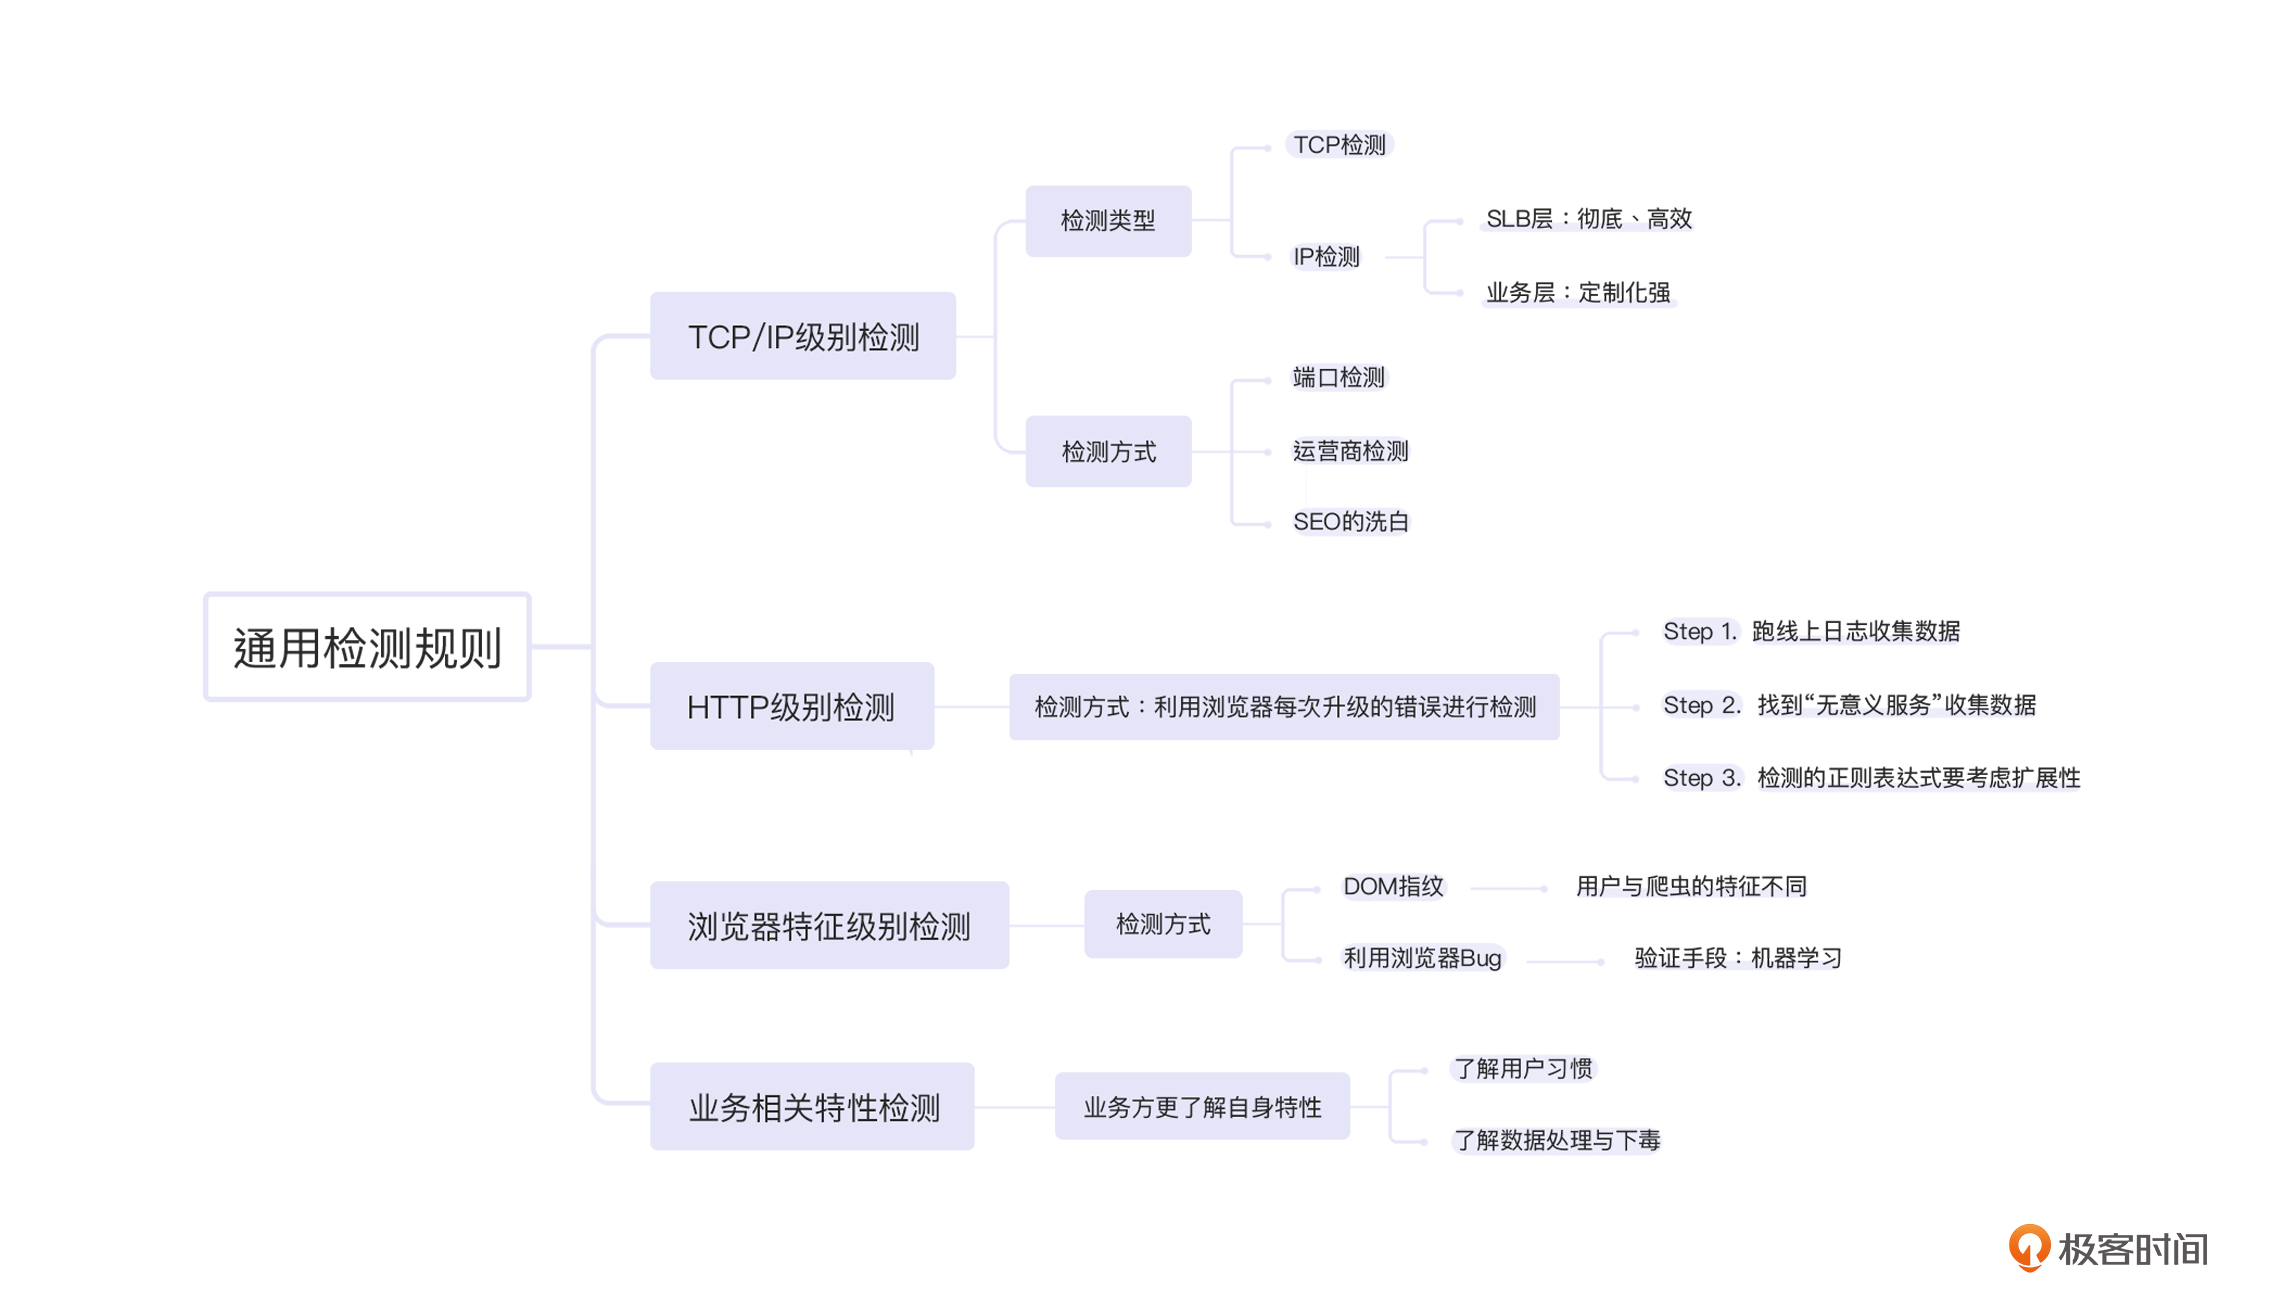 通用检测规则
TCP/IP级别检测
检测类型
TCP检测
IP检测
SLB层：彻底、高效
业务层：定制化强
检测方式
端口检测
运营商检测
SEO的洗白
HTTP级别检测
检测方式：利用浏览器每次升级的错误进行检测
Step 1. 跑线上日志收集数据
Step 2. 找到“无意义服务”收集数据
Step 3. 检测的正则表达式要考虑扩展性
浏览器特征级别检测
检测方式
DOM指纹
用户与爬虫的特征不同
利用浏览器Bug
验证手段：机器学习
业务相关特性检测
业务方更了解自身特性
了解用户习惯
了解数据处理与下毒
极客时间